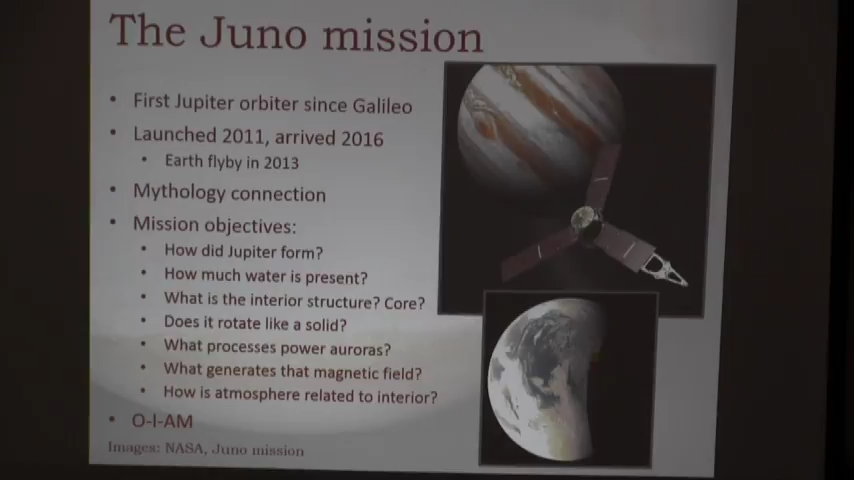 The Juno mission
• First Jupiter orbiter since Galileo
• Launched 2011, arrived 2016
• Earth flyby in 2013
• Mythology connection
• Mission objectives:
• How did Jupiter form?
• How much water is present?
• What is the interior structure? Core?
• Does it rotate like a solid?
• What processes power auroras?
• What generates that magnetic field?
• How is atmosphere related to interior?
• O-I-AM
Images: NASA, Juno mission